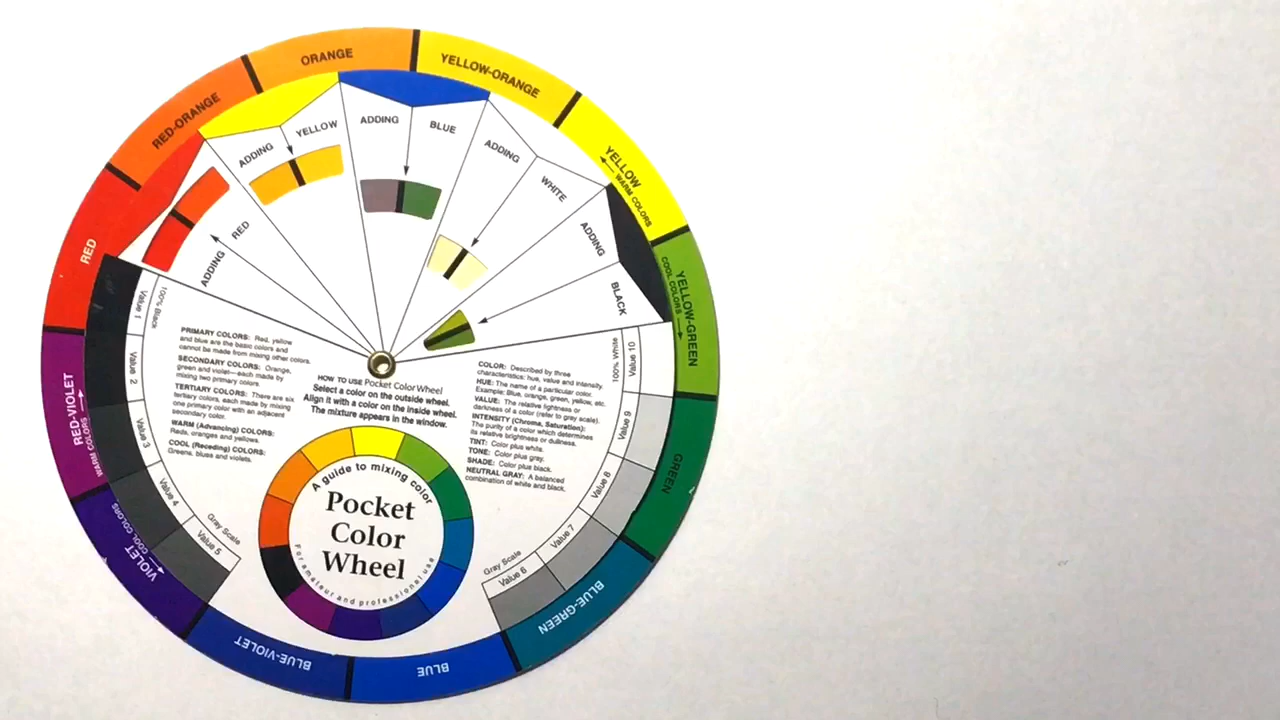 ORANGE
YELLOW-ORANGE
RED-ORANGE
YELLOW
WARM COLORS
RED
YELLOW-GREEN
COOL COLORS
RED-VIOLET
WARM COLORS
GREEN
VIOLET
COOL COLORS
BLUE-GREEN
BLUE-VIOLET
BLUE
ADDING
RED
ADDING
YELLOW
ADDING
BLUE
ADDING
WHITE
ADDING
BLACK
100% Black
Value 1
Value 2
Value 3
Value 4
Value 5
Gray Scale
PRIMARY COLORS: Red, yellow
and blue are the basic colors and
cannot be made from mixing other colors.
SECONDARY COLORS: Orange,
green and violet—each made by
mixing two primary colors.
TERTIARY COLORS: There are six
tertiary colors, each made by mixing
one primary color with an adjacent
secondary color.
WARM (Advancing) COLORS:
Reds, oranges and yellows.
COOL (Receding) COLORS:
Greens, blues and violets.
HOW TO USE Pocket Color Wheel
Select a color on the outside wheel.
Align it with a color on the inside wheel.
The mixture appears in the window.
COLOR: Described by three
characteristics: hue, value and intensity.
HUE: The name of a particular color.
Example: Blue, orange, green, yellow, etc.
VALUE: The relative lightness or
darkness of a color (refer to grey scale).
INTENSITY (Chroma, Saturation):
The purity of a color which determines
its relative brightness or dullness.
TINT: Color plus white.
TONE: Color plus gray.
SHADE: Color plus black.
NEUTRAL GRAY: A balanced
combination of white and black.
100% White
Value 10
Value 9
Value 8
Value 7
Value 6
Gray Scale
A guide to mixing color
Pocket
Color
Wheel
For amateur and professional use